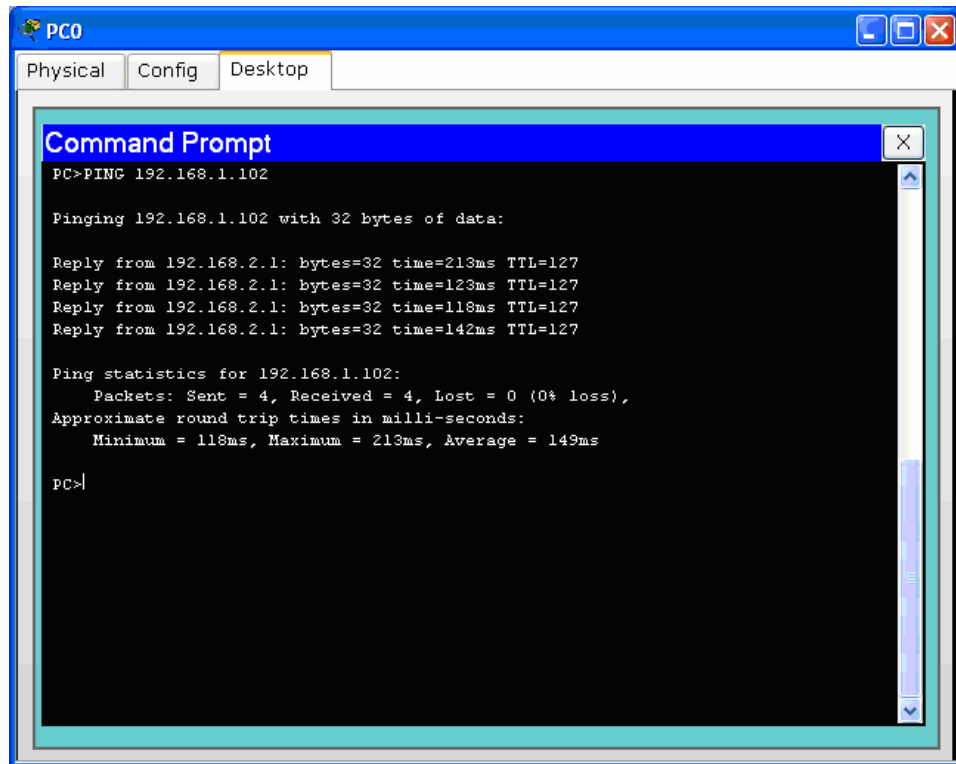 PC0
Physical Config Desktop
Command Prompt
X
PC>PING 192.168.1.102
Pinging 192.168.1.102 with 32 bytes of data:
Reply from 192.168.2.1: bytes=32 time=213ms TTL=127
Reply from 192.168.2.1: bytes=32 time=123ms TTL=127
Reply from 192.168.2.1: bytes=32 time=118ms TTL=127
Reply from 192.168.2.1: bytes=32 time=142ms TTL=127
Ping statistics for 192.168.1.102:
Packets: Sent = 4, Received = 4, Lost = 0 (0% loss),
Approximate round trip times in milli-seconds:
Minimum = 118ms, Maximum = 213ms, Average = 149ms
PC>